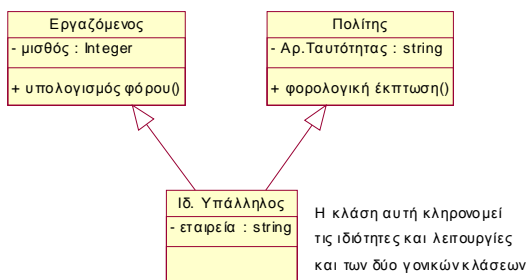 Εργαζόμενος
- μισθός : Integer
+ υπολογισμός φόρου()
Πολίτης
- Αρ.Ταυτότητας : string
+ φορολογική έκπτωση()
Ιδ. Υπάλληλος
- εταιρεία : string
Η κλάση αυτή κληρονομεί
τις ιδιότητες και λειτουργίες
και των δύο γονικών κλάσεων